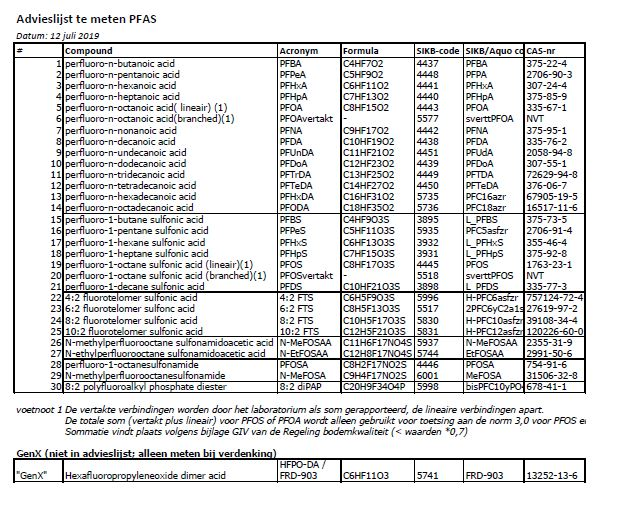 Advieslijst te meten PFAS
Datum: 12 juli 2019
# Compound Acronym Formula SIKB-code SIKB/Aquo co CAS-nr
1 perfluoro-n-butanoic acid PFBA C4HF7O2 4437 PFBA 375-22-4
2 perfluoro-n-pentanoic acid PFPeA C5HF9O2 4448 PFPA 2706-90-3
3 perfluoro-n-hexanoic acid PFHxA C6HF11O2 4441 PFHxA 307-24-4
4 perfluoro-n-heptanoic acid PFHpA C7HF13O2 4440 PFHpA 375-85-9
5 perfluoro-n-octanoic acid( lineair) (1) PFOA C8HF15O2 4443 PFOA 335-67-1
6 perfluoro-n-octanoic acid(branched)(1) PFOAvertakt - 5577 sverttPFOA NVT
7 perfluoro-n-nonanoic acid PFNA C9HF17O2 4442 PFNA 375-95-1
8 perfluoro-n-decanoic acid PFDA C10HF19O2 4438 PFDA 335-76-2
9 perfluoro-n-undecanoic acid PFUnDA C11HF21O2 4451 PFUdA 2058-94-8
10 perfluoro-n-dodecanoic acid PFDoA C12HF23O2 4439 PFDoA 307-55-1
11 perfluoro-n-tridecanoic acid PFTrDA C13HF25O2 4449 PFTDA 72629-94-8
12 perfluoro-n-tetradecanoic acid PFTeDA C14HF27O2 4450 PFTeDA 376-06-7
13 perfluoro-n-hexadecanoic acid PFHxDA C16HF31O2 5735 PFC16azr 67905-19-5
14 perfluoro-n-octadecanoic acid PFODA C18HF35O2 5736 PFC18azr 16517-11-6
15 perfluoro-1-butane sulfonic acid PFBS C4HF9O3S 3895 L_PFBS 375-73-5
16 perfluoro-1-pentane sulfonic acid PFPeS C5HF11O3S 5935 PFC5asfzr 2706-91-4
17 perfluoro-1-hexane sulfonic acid PFHxS C6HF13O3S 3932 L_PFHxS 355-46-4
18 perfluoro-1-heptane sulfonic acid PFHpS C7HF15O3S 3931 L_PFHpS 375-92-8
19 perfluoro-1-octane sulfonic acid (lineair)(1) PFOS C8HF17O3S 4445 PFOS 1763-23-1
20 perfluoro-1-octane sulfonic acid (branched)(1) PFOSvertakt - 5518 sverttPFOS NVT
21 perfluoro-1-decane sulfonic acid PFDS C10HF21O3S 3898 L_PFDS 335-77-3
22 4:2 fluorotelomer sulfonic acid 4:2 FTS C6H5F9O3S 5996 H-PFC6asfzr 757124-72-4
23 6:2 fluorotelomer sulfonic acid 6:2 FTS C8H5F13O3S 5517 2PFC6yC2a1s 27619-97-2
24 8:2 fluorotelomer sulfonic acid 8:2 FTS C10H5F17O3S 5830 H-PFC10asfzr 39108-34-4
25 10:2 fluorotelomer sulfonic acid 10:2 FTS C12H5F21O3S 5831 H-PFC12asfzr 120226-60-0
26 N-methylperfluorooctane sulfonamidoacetic acid N-MeFOSAA C11H6F17NO4S 5937 N-MeFOSAA 2355-31-9
27 N-ethylperfluorooctane sulfonamidoacetic acid N-EtFOSAA C12H8F17NO4S 5744 EtFOSAA 2991-50-6
28 perfluoro-1-octanesulfonamide PFOSA C8H2F17NO2S 4446 PFOSA 754-91-6
29 N-methylperfluorooctanesulfonamide MeFOSA C9H4F17NO2S 6001 MeFOSA 31506-32-8
30 8:2 polyfluoroalkyl phosphate diester 8:2 diPAP C20H9F34O4P 5998 bisPFC10yPO4 678-41-1
voetnoot 1 De vertakte verbindingen worden door het laboratorium als som gerapporteerd, de lineaire verbindingen apart.
De totale som (vertakt plus lineair) voor PFOS of PFOA wordt alleen gebruikt voor toetsing aan de norm 3,0 voor PFOS e
Sommatie vindt plaats volgens bijlage GIV van de Regeling bodemkwaliteit (< waarden *0,7)
GenX (niet in advieslijst; alleen meten bij verdenking)
"GenX" Hexafluoropropyleneoxide dimer acid HFPO-DA / FRD-903 C6HF11O3 5741 FRD-903 13252-13-6